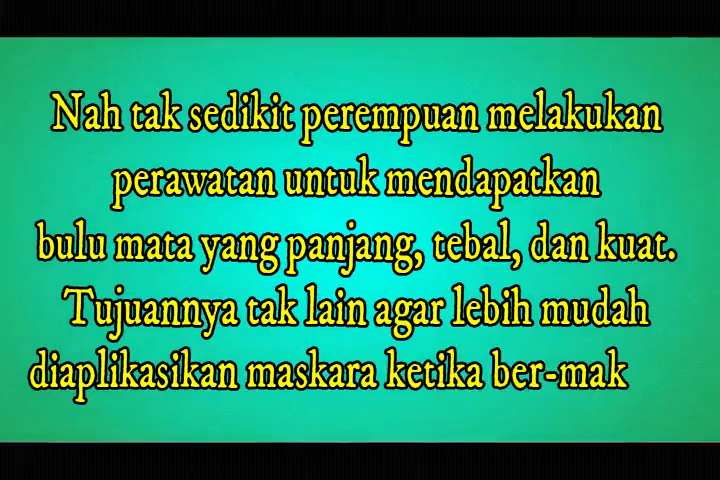 Nah tak sedikit perempuan melakukan
perawatan untuk mendapatkan
bulu mata yang panjang, tebal, dan kuat.
Tujuannya tak lain agar lebih mudah
diaplikasikan maskara ketika ber-mak